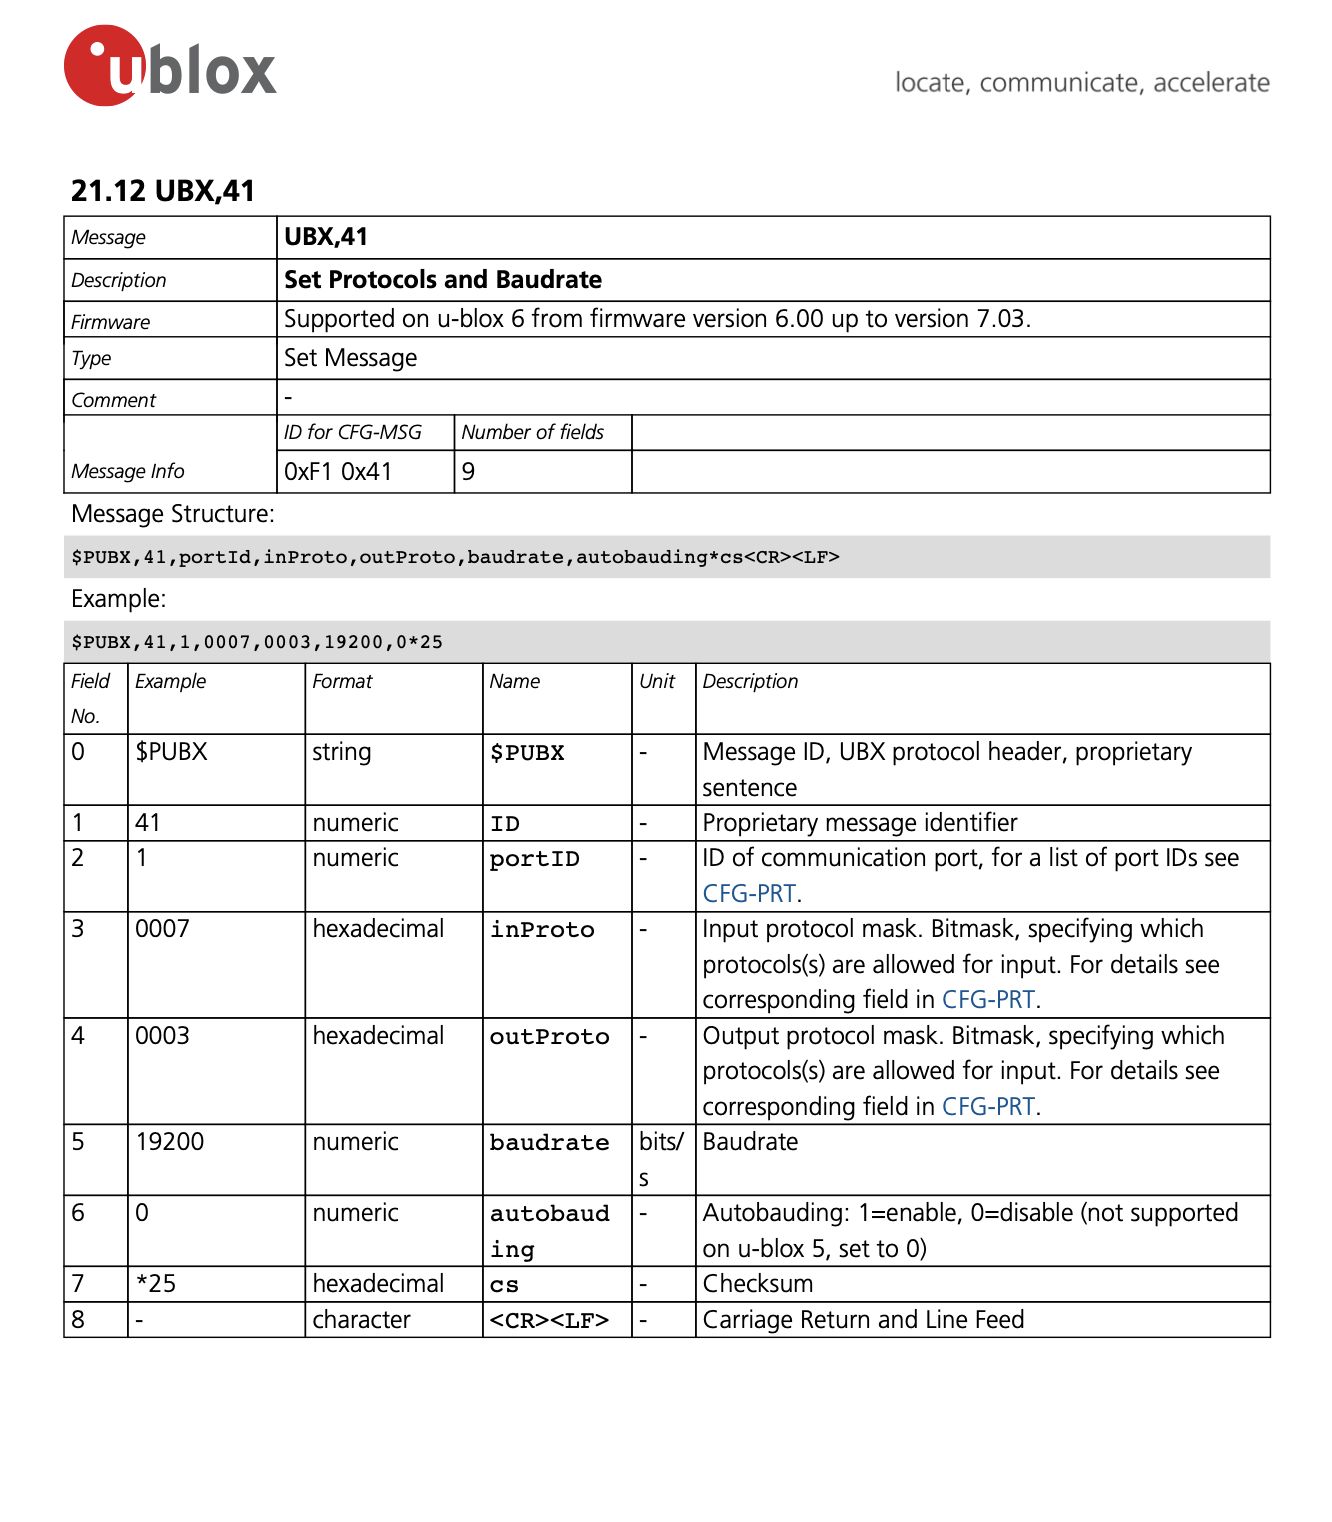 ublox
locate, communicate, accelerate
21.12 UBX,41
Message UBX,41
Description Set Protocols and Baudrate
Firmware Supported on u-blox 6 from firmware version 6.00 up to version 7.03.
Type Set Message
Comment -
ID for CFG-MSG Number of fields
Message Info 0xF1 0x41 9
Message Structure:
$PUBX,41,portId,inProto,outProto,baudrate,autobauding*cs<CR><LF>
Example:
$PUBX,41,1,0007,0003,19200,0*25
Field Example Format Name Unit Description
No.
0 $PUBX string $PUBX - Message ID, UBX protocol header, proprietary
sentence
1 41 numeric ID - Proprietary message identifier
2 1 numeric portID - ID of communication port, for a list of port IDs see
CFG-PRT.
3 0007 hexadecimal inProto - Input protocol mask. Bitmask, specifying which
protocols(s) are allowed for input. For details see
corresponding field in CFG-PRT.
4 0003 hexadecimal outProto - Output protocol mask. Bitmask, specifying which
protocols(s) are allowed for input. For details see
corresponding field in CFG-PRT.
5 19200 numeric baudrate bits/ Baudrate
s
6 0 numeric autobaud - Autobauding: 1=enable, 0=disable (not supported
ing on u-blox 5, set to 0)
7 *25 hexadecimal cs - Checksum
8 - character <CR><LF> - Carriage Return and Line Feed